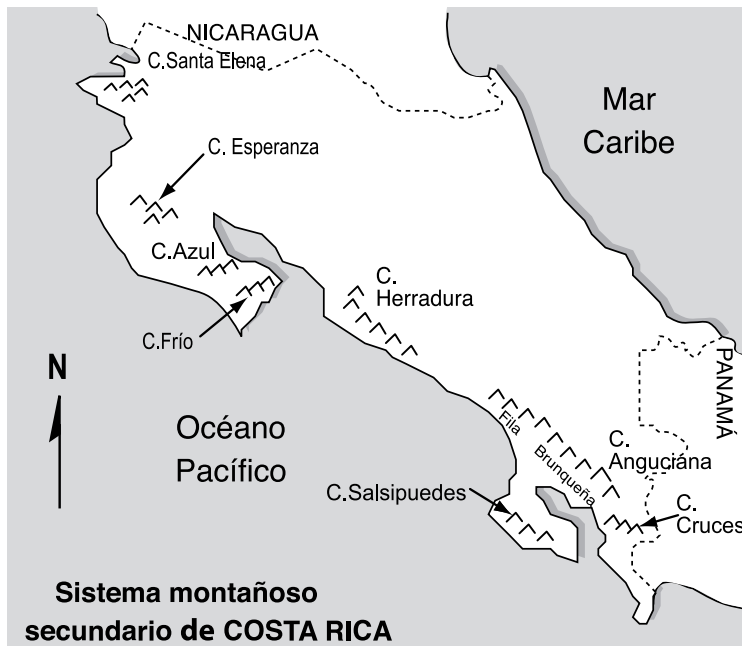 NICARAGUA
C.Santa Elena
Mar
Caribe
C. Esperanza
C.Azul
C.
Herradura
C.Frío
N
PANAMÁ
Océano
Pacífico
Fila
Brunqueña
C.
Anguciána
C.Salsipuedes
C.
Cruces
Sistema montañoso
secundario de COSTA RICA